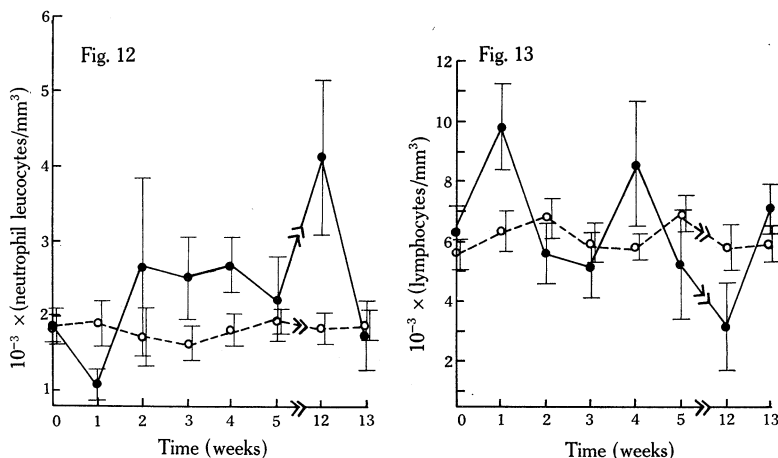 Fig. 12
6
5
4
3
2
1
10⁻³ × (neutrophil leucocytes/mm³)
0 1 2 3 4 5 12 13
Time (weeks)
Fig. 13
12
10
8
6
4
2
10⁻³ × (lymphocytes/mm³)
0 1 2 3 4 5 12 13
Time (weeks)